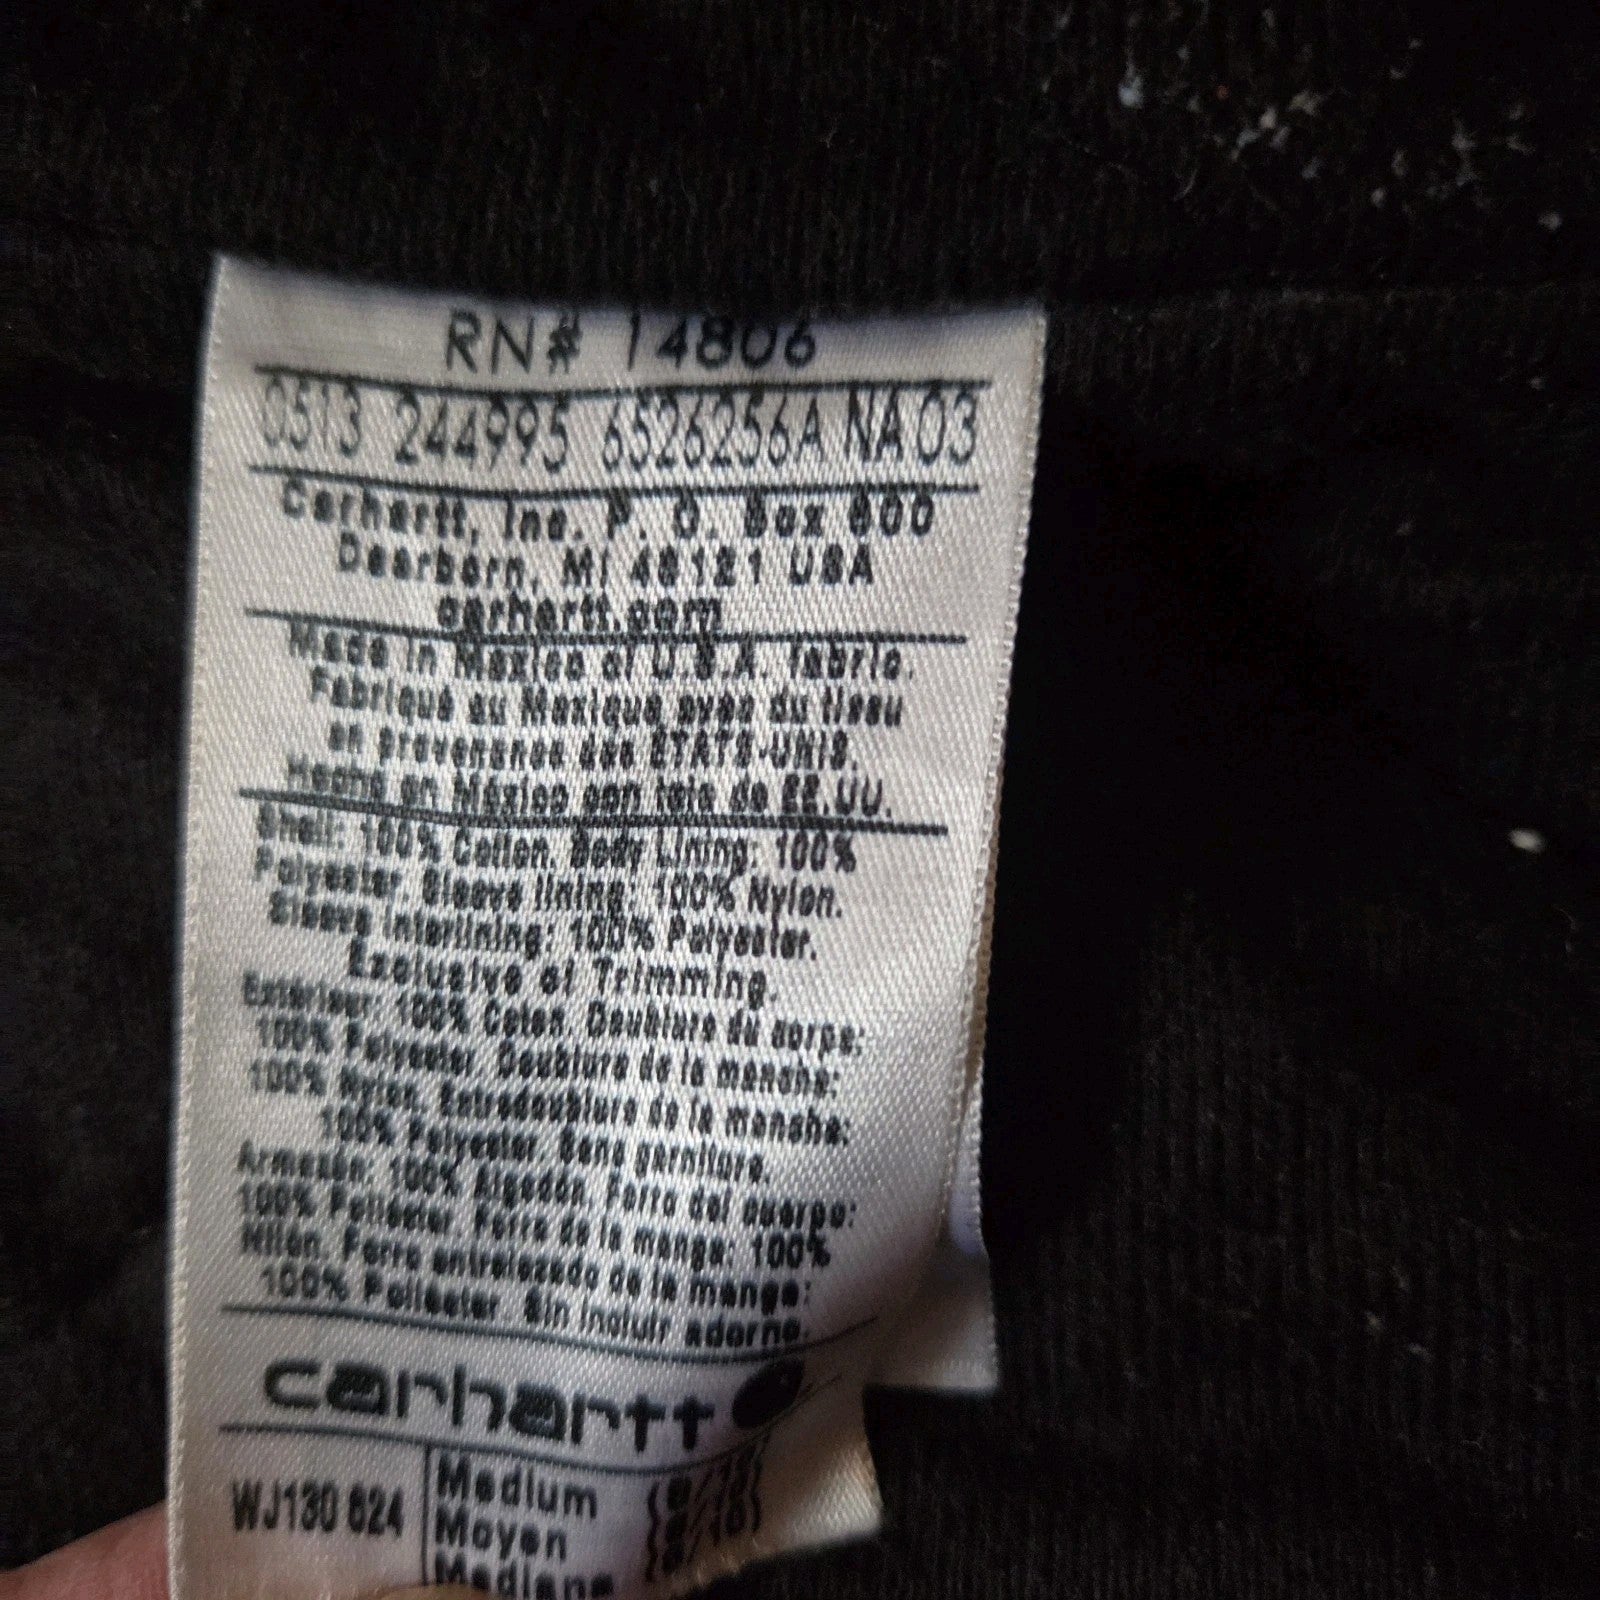 RN# 14806
0513 244995 6526256A NA 03
Carhartt, Inc. P. O. Box 600
Dearborn, MI 48121 USA
carhartt.com
Made in Mexico of U.S.A. fabric.
Fabriqué au Mexique avec du tissu
en provenance des ÉTATS-UNIS.
Hecho en México con tela de EE.UU.
Shell: 100% Cotton. Body Lining: 100%
Polyester. Sleeve lining: 100% Nylon.
Sleeve interlining: 100% Polyester.
Exclusive of Trimming.
Extérieur: 100% Coton. Doublure du corps:
100% Polyester. Doublure de la manche:
100% Nylon. Entredoublure de la manche:
100% Polyester. Sans garniture.
Armazón: 100% Algodón. Forro del cuerpo:
100% Poliéster. Forro de la manga: 100%
Nilón. Forro entrelazado de la manga:
100% Poliéster. Sin incluir adorno.
carhartt
WJ130 624
Medium (8/10)
Moyen (8/10)
Mediano